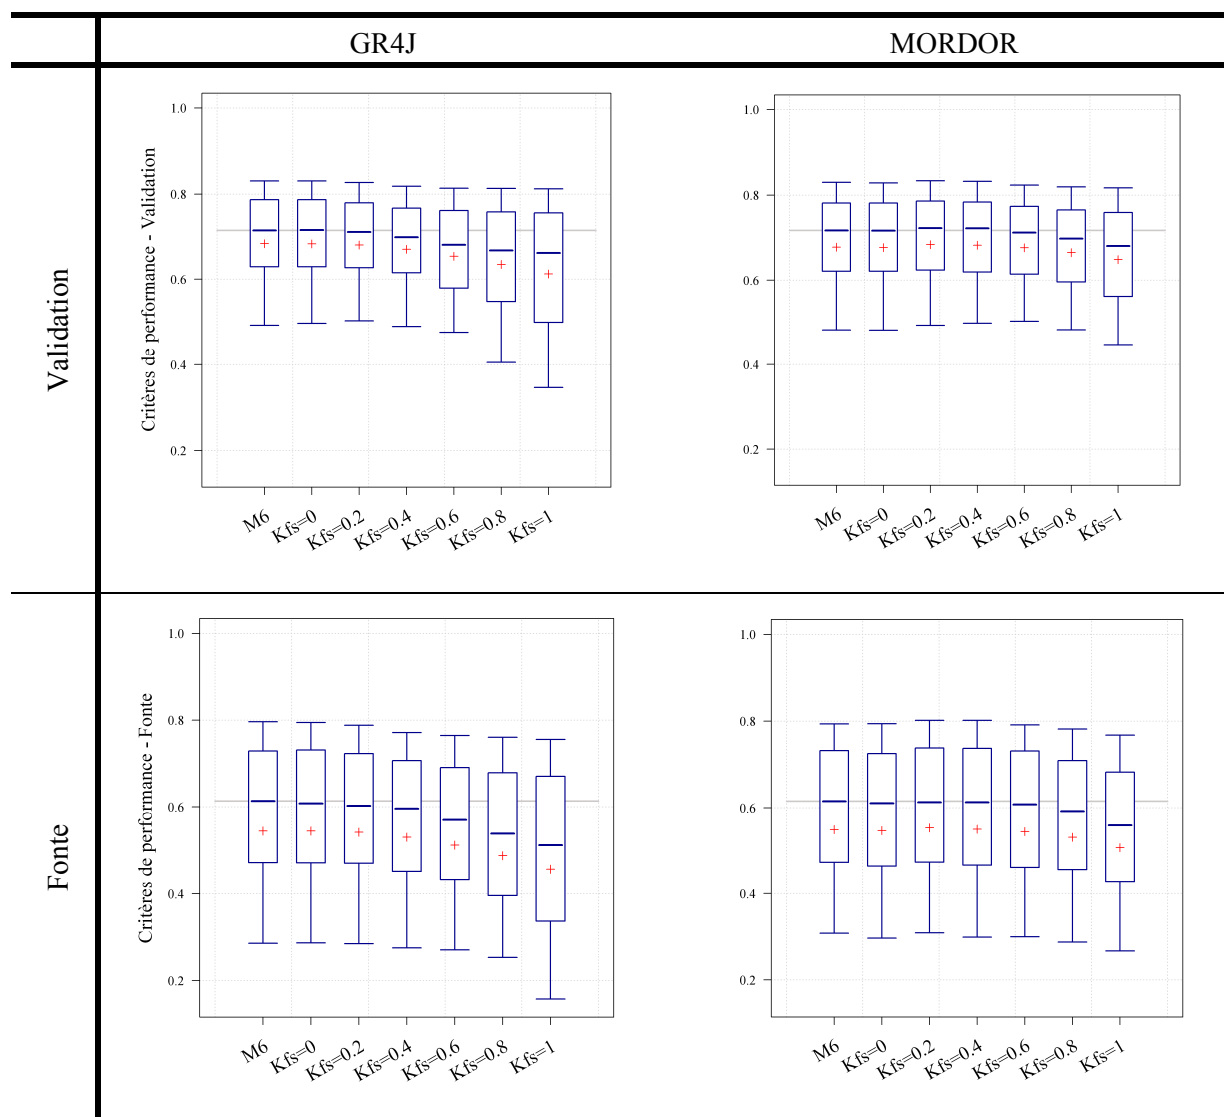 GR4J
MORDOR
Validation
Critères de performance - Validation
1.0
0.8
0.6
0.4
0.2
M6
Kfs=0
Kfs=0.2
Kfs=0.4
Kfs=0.6
Kfs=0.8
Kfs=1
1.0
0.8
0.6
0.4
0.2
M6
Kfs=0
Kfs=0.2
Kfs=0.4
Kfs=0.6
Kfs=0.8
Kfs=1
Fonte
Critères de performance - Fonte
1.0
0.8
0.6
0.4
0.2
M6
Kfs=0
Kfs=0.2
Kfs=0.4
Kfs=0.6
Kfs=0.8
Kfs=1
1.0
0.8
0.6
0.4
0.2
M6
Kfs=0
Kfs=0.2
Kfs=0.4
Kfs=0.6
Kfs=0.8
Kfs=1